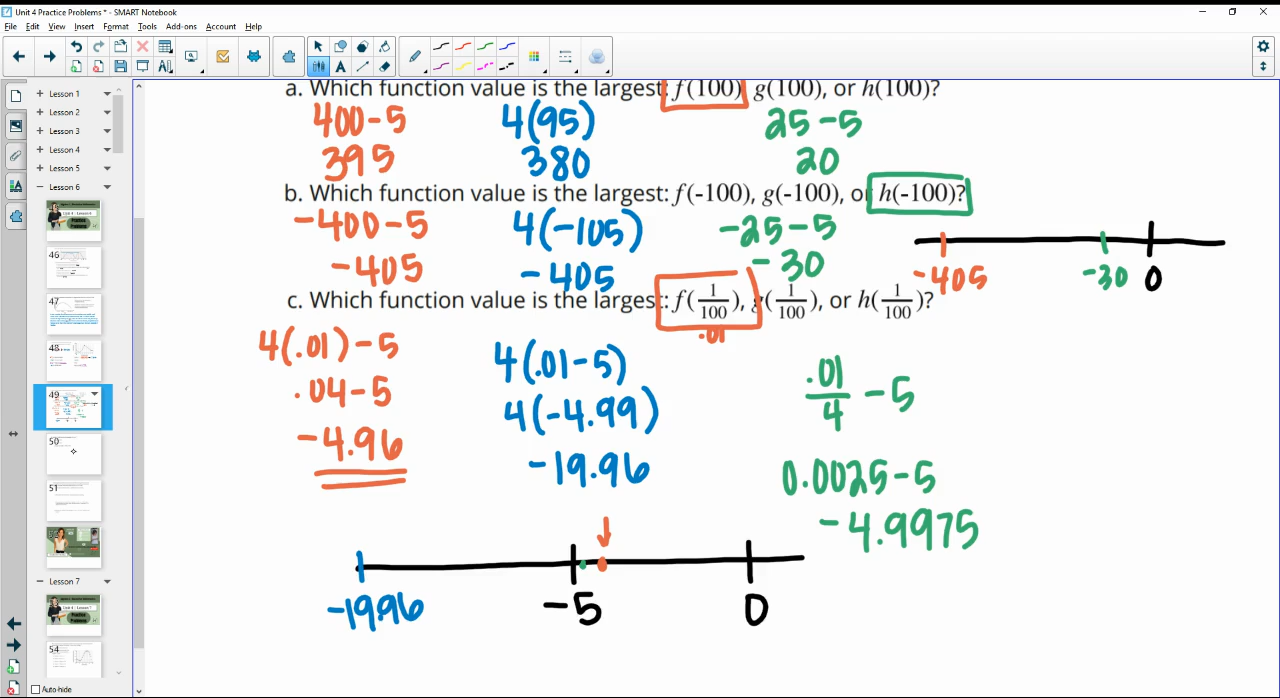 Unit 4 Practice Problems * - SMART Notebook
File Edit View Insert Format Tools Add-ons Account Help
Lesson 1
Lesson 2
Lesson 3
Lesson 4
Lesson 5
Lesson 6
46
47
48
49
50
51
Lesson 7
54
Auto-hide
a. Which function value is the largest: f(100), g(100), or h(100)?
400-5 4(95) 25-5
395 380 20
b. Which function value is the largest: f(-100), g(-100), or h(-100)?
-400-5 4(-105) -25-5
-405 -405 -30
-405 -30 0
c. Which function value is the largest: f(1/100), g(1/100), or h(1/100)?
.01
4(.01)-5 4(.01-5) .01/4 -5
.04-5 4(-4.99) 0.0025-5
-4.96 -19.96 -4.9975
-19.96 -5 0